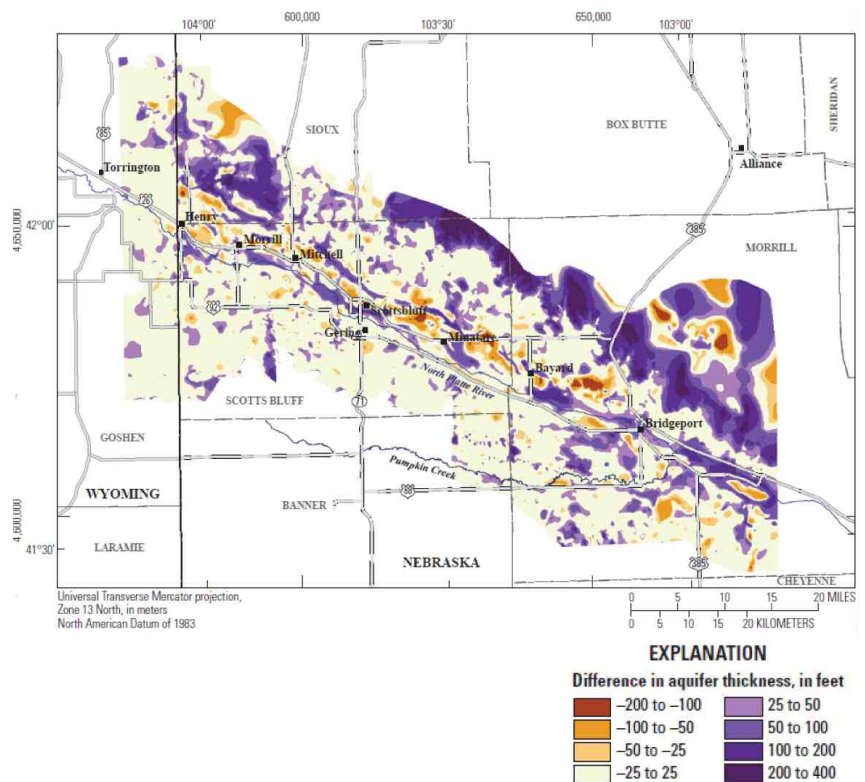 104°00'
600,000
103°30'
650,000
103°00'
SIOUX
BOX BUTTE
SHERIDAN
85
Torrington
Alliance
26
42°00'
4,650,000
Henry
385
MORRILL
Morrill
Mitchell
92
Scottsbluff
Gering
Minatare
Bayard
North Platte River
SCOTTS BLUFF
71
GOSHEN
Bridgeport
Pumpkin Creek
WYOMING
88
BANNER
4,600,000
LARAMIE
41°30'
NEBRASKA
385
CHEYENNE
Universal Transverse Mercator projection,
Zone 13 North, in meters
North American Datum of 1983
0 5 10 15 20 MILES
0 5 10 15 20 KILOMETERS
EXPLANATION
Difference in aquifer thickness, in feet
–200 to –100
25 to 50
–100 to –50
50 to 100
–50 to –25
100 to 200
–25 to 25
200 to 400